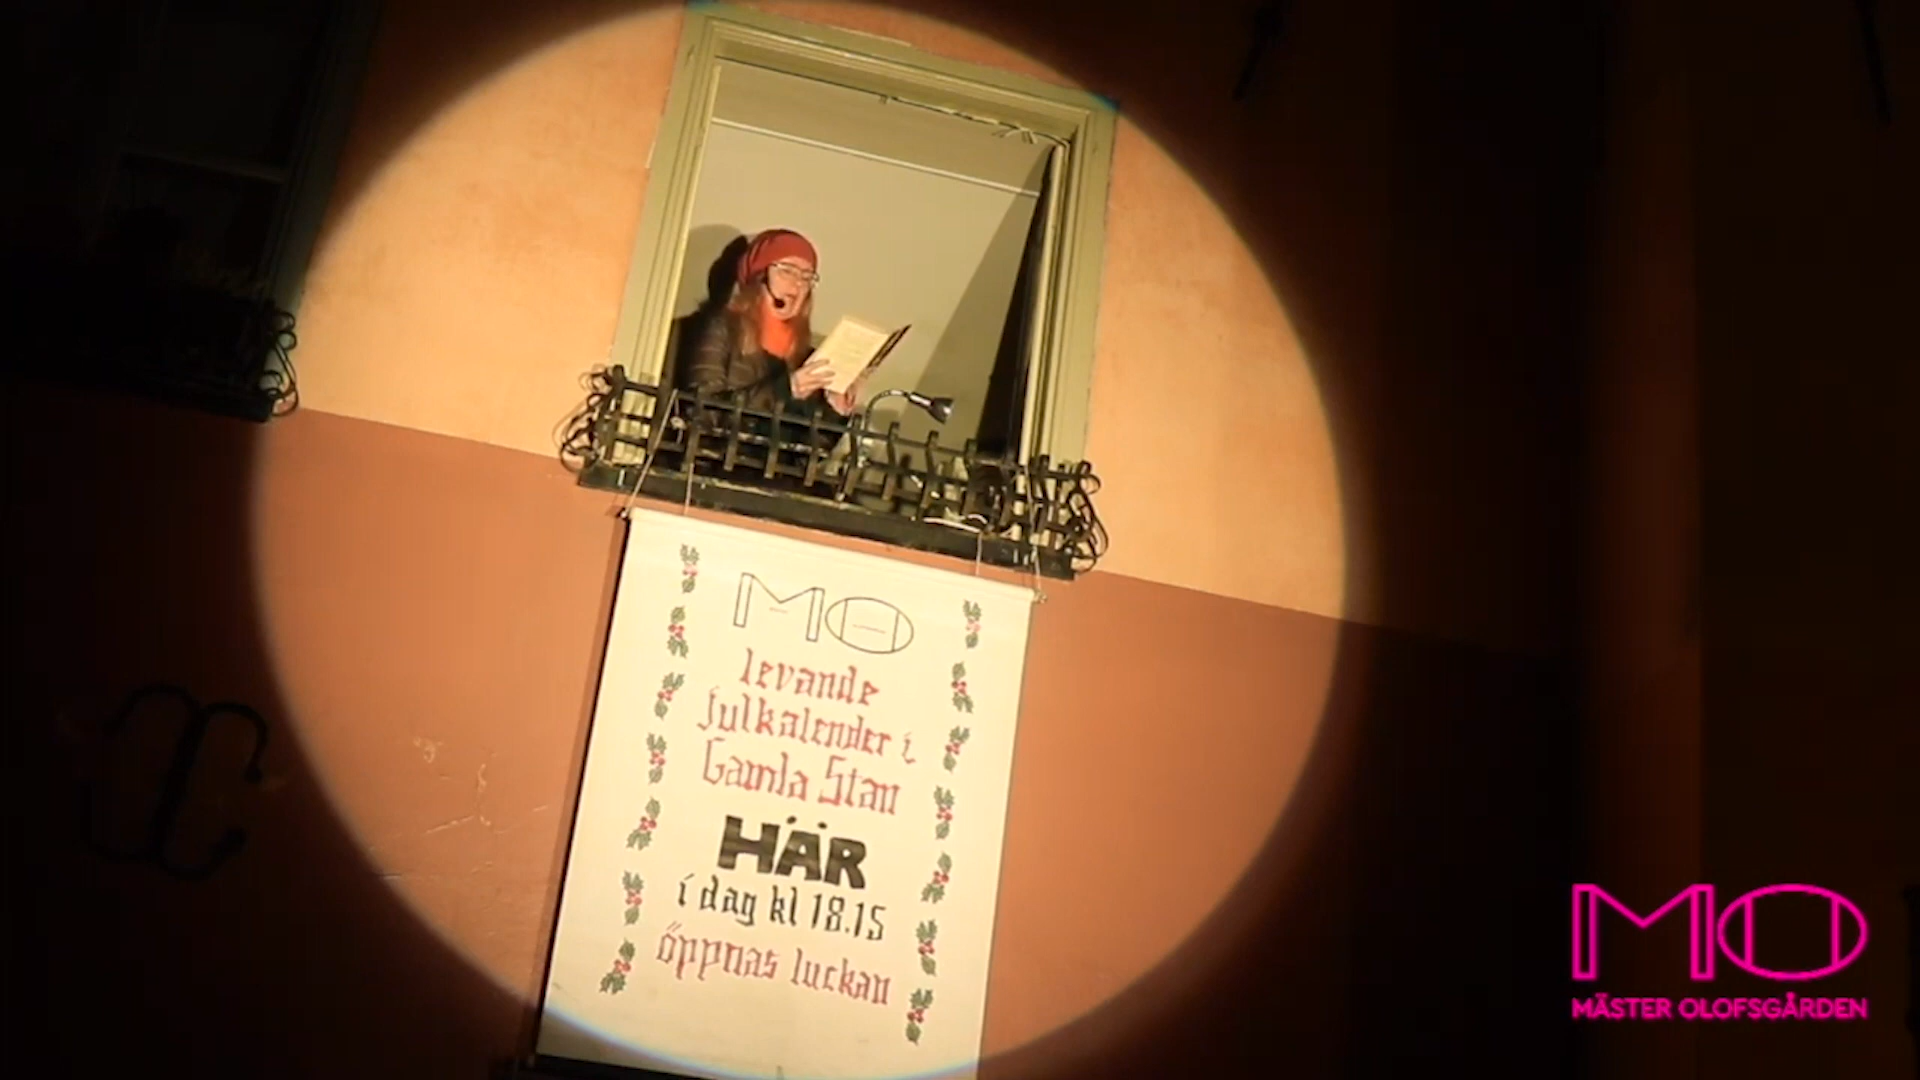 MO
levande
julkalender i
Gamla Stan
HÄR
i dag kl 18.15
öppnas luckan
MO
MÄSTER OLOFSGÅRDEN